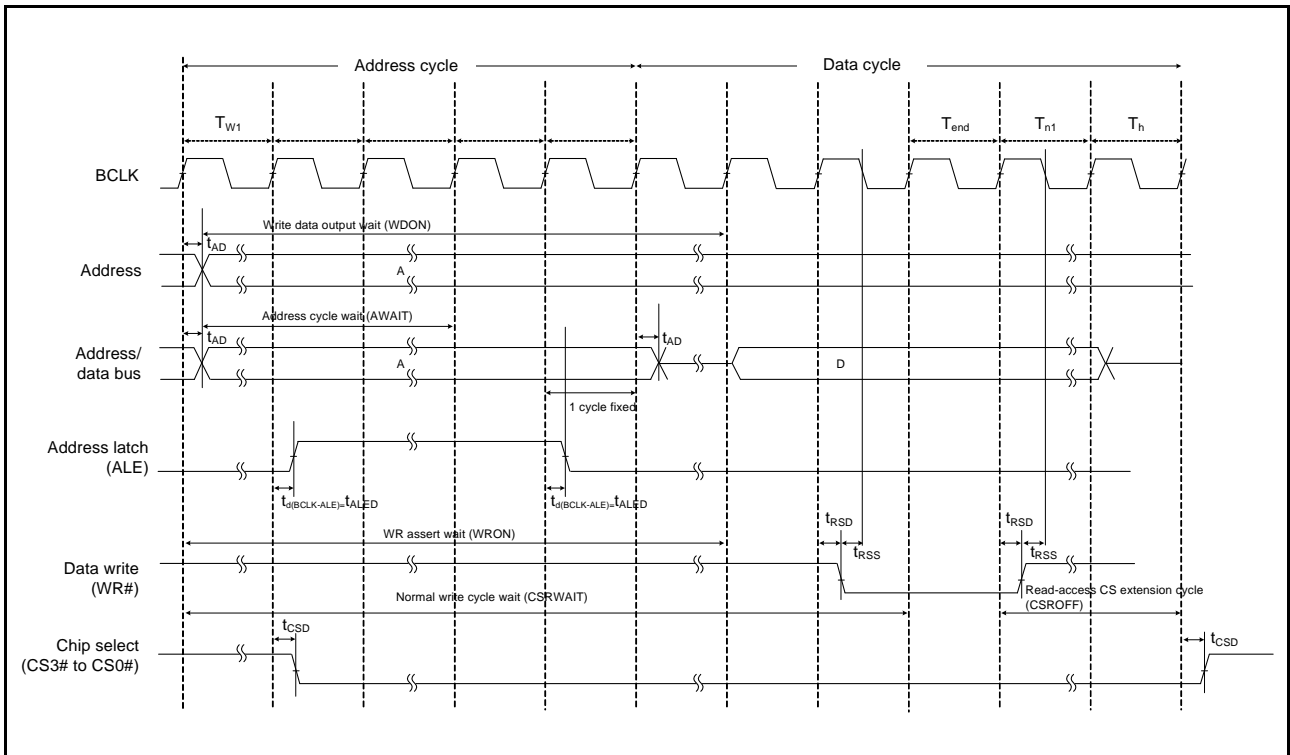 Address cycle
Data cycle
TW1
Tend
Tn1
Th
BCLK
Write data output wait (WDON)
tAD
Address
A
Address cycle wait (AWAIT)
tAD
tAD
Address/
data bus
A
D
1 cycle fixed
Address latch
(ALE)
td(BCLK-ALE)=tALED
td(BCLK-ALE)=tALED
WR assert wait (WRON)
tRSD
tRSD
tRSS
tRSS
Data write
(WR#)
Normal write cycle wait (CSRWAIT)
Read-access CS extension cycle
(CSROFF)
tCSD
tCSD
Chip select
(CS3# to CS0#)